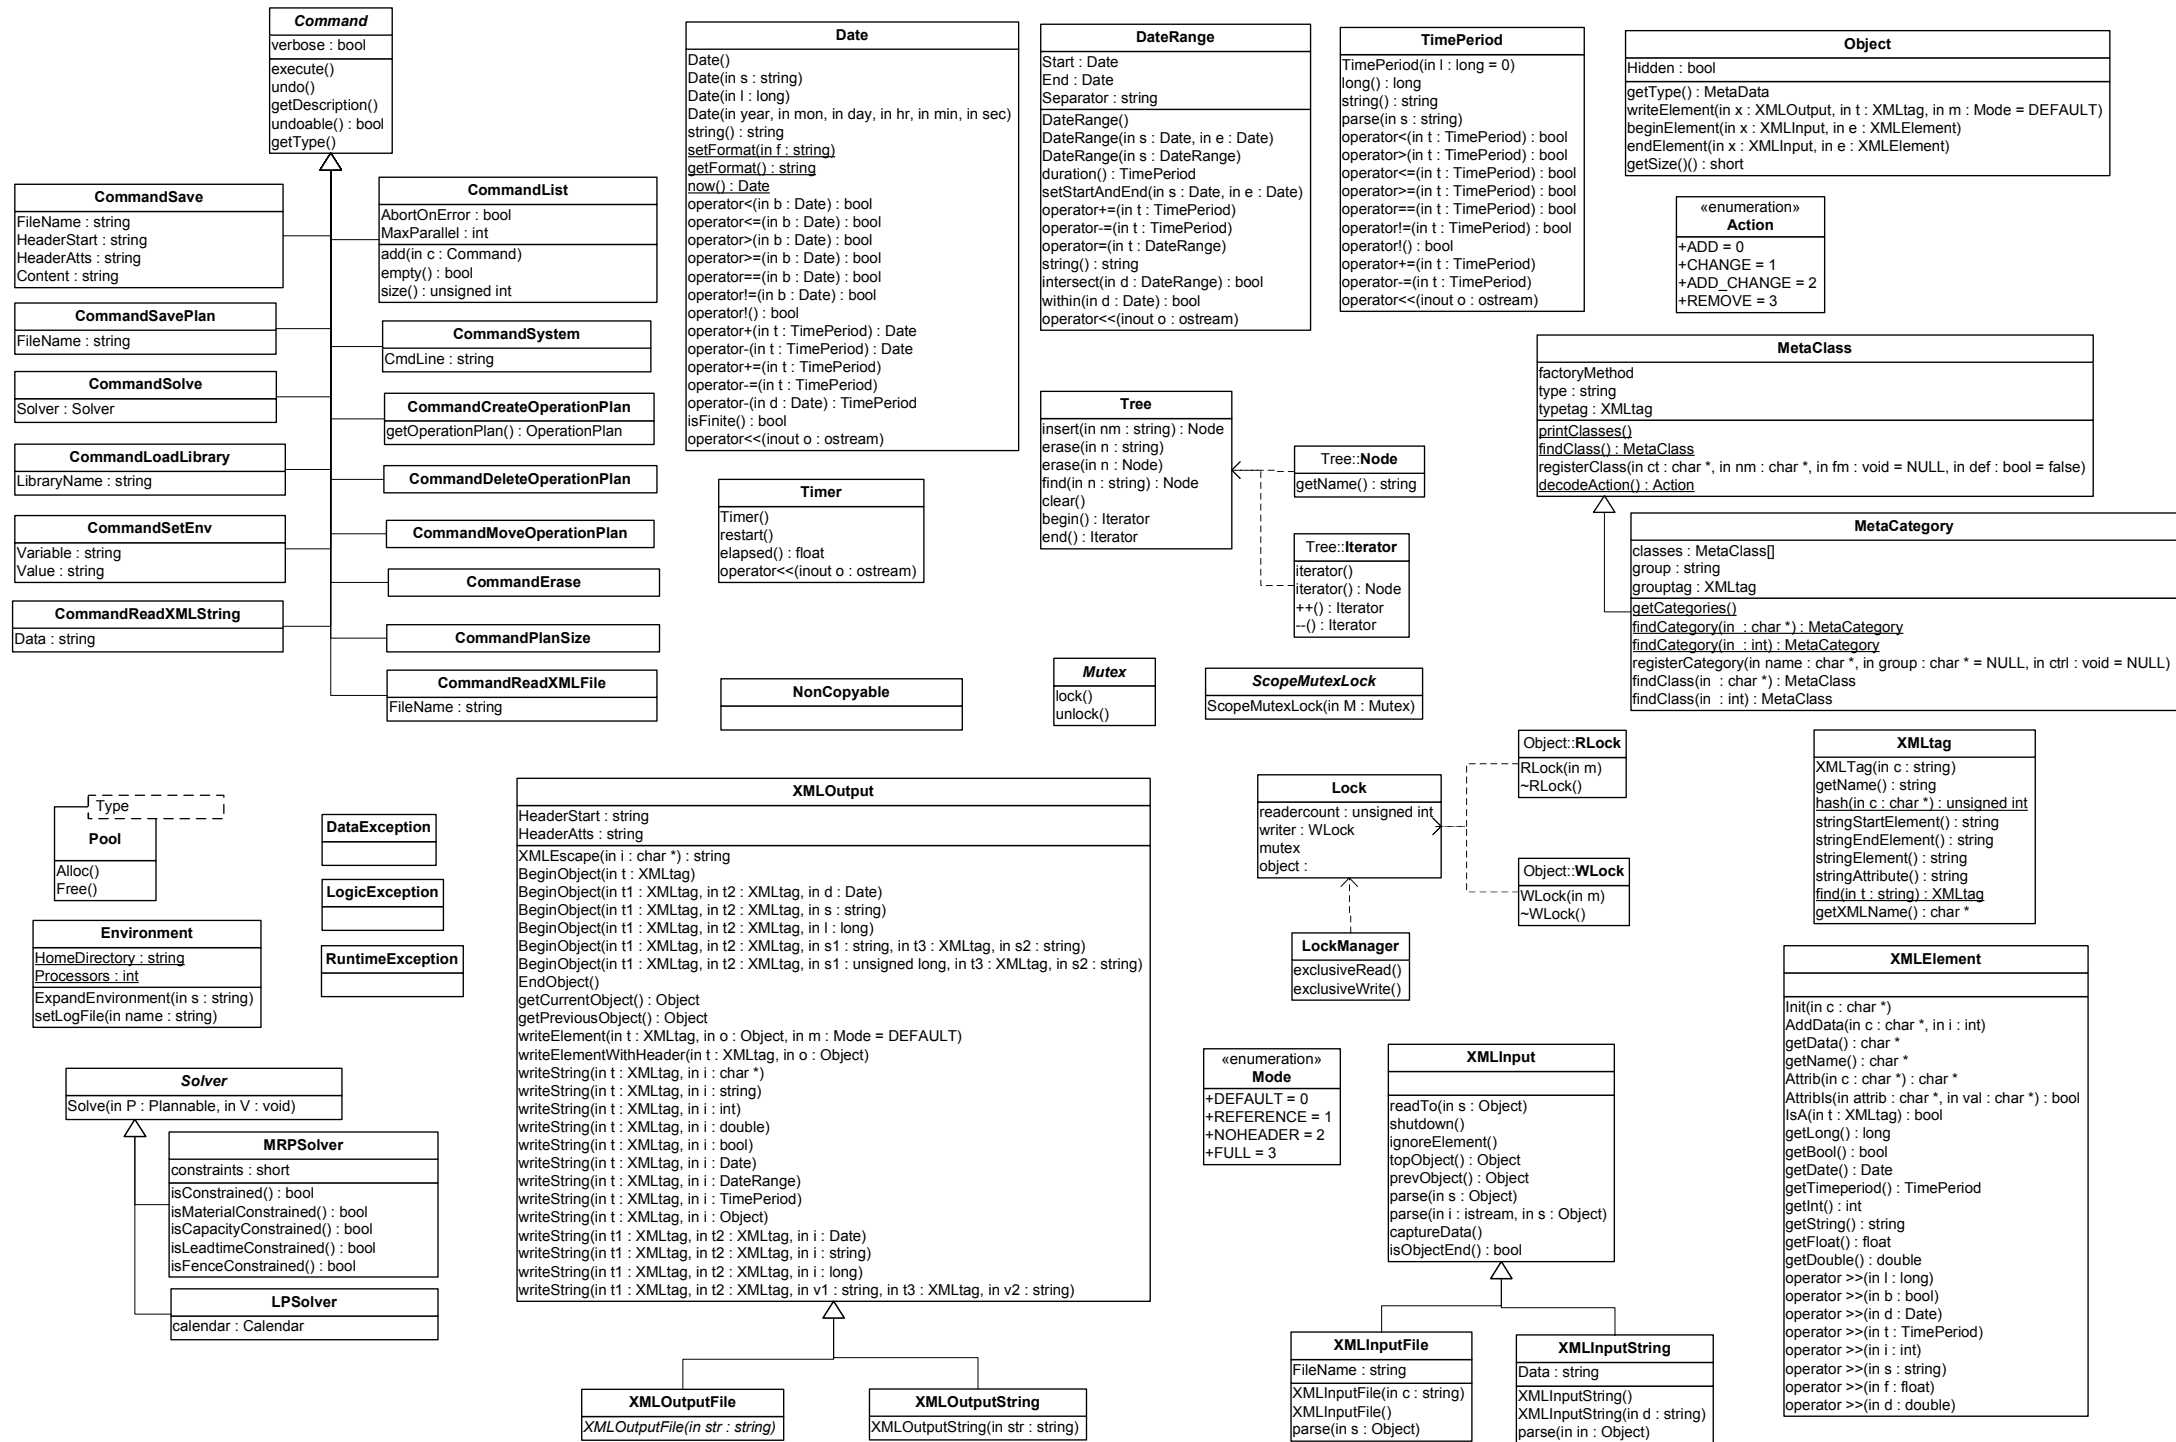 Command
verbose : bool
execute()
undo()
getDescription()
undoable() : bool
getType()
CommandSave
FileName : string
HeaderStart : string
HeaderAtts : string
Content : string
CommandSavePlan
FileName : string
CommandSolve
Solver : Solver
CommandLoadLibrary
LibraryName : string
CommandSetEnv
Variable : string
Value : string
CommandReadXMLString
Data : string
CommandList
AbortOnError : bool
MaxParallel : int
add(in c : Command)
empty() : bool
size() : unsigned int
CommandSystem
CmdLine : string
CommandCreateOperationPlan
getOperationPlan() : OperationPlan
CommandDeleteOperationPlan
CommandMoveOperationPlan
CommandErase
CommandPlanSize
CommandReadXMLFile
FileName : string
Date
Date()
Date(in s : string)
Date(in l : long)
Date(in year, in mon, in day, in hr, in min, in sec)
string() : string
setFormat(in f : string)
getFormat() : string
now() : Date
operator<(in b : Date) : bool
operator<=(in b : Date) : bool
operator>(in b : Date) : bool
operator>=(in b : Date) : bool
operator==(in b : Date) : bool
operator!=(in b : Date) : bool
operator!() : bool
operator+(in t : TimePeriod) : Date
operator-(in t : TimePeriod) : Date
operator+=(in t : TimePeriod)
operator-=(in t : TimePeriod)
operator-(in d : Date) : TimePeriod
isFinite() : bool
operator<<(inout o : ostream)
Timer
Timer()
restart()
elapsed() : float
operator<<(inout o : ostream)
NonCopyable
DateRange
Start : Date
End : Date
Separator : string
DateRange()
DateRange(in s : Date, in e : Date)
DateRange(in s : DateRange)
duration() : TimePeriod
setStartAndEnd(in s : Date, in e : Date)
operator+=(in t : TimePeriod)
operator-=(in t : TimePeriod)
operator=(in t : DateRange)
string() : string
intersect(in d : DateRange) : bool
within(in d : Date) : bool
operator<<(inout o : ostream)
TimePeriod
TimePeriod(in l : long = 0)
long() : long
string() : string
parse(in s : string)
operator<(in t : TimePeriod) : bool
operator>(in t : TimePeriod) : bool
operator<=(in t : TimePeriod) : bool
operator>=(in t : TimePeriod) : bool
operator==(in t : TimePeriod) : bool
operator!=(in t : TimePeriod) : bool
operator!() : bool
operator+=(in t : TimePeriod)
operator-=(in t : TimePeriod)
operator<<(inout o : ostream)
Object
Hidden : bool
getType() : MetaData
writeElement(in x : XMLOutput, in t : XMLtag, in m : Mode = DEFAULT)
beginElement(in x : XMLInput, in e : XMLElement)
endElement(in x : XMLInput, in e : XMLElement)
getSize()() : short
«enumeration»
Action
+ADD = 0
+CHANGE = 1
+ADD_CHANGE = 2
+REMOVE = 3
MetaClass
factoryMethod
type : string
typetag : XMLtag
printClasses()
findClass() : MetaClass
registerClass(in ct : char *, in nm : char *, in fm : void = NULL, in def : bool = false)
decodeAction() : Action
MetaCategory
classes : MetaClass[]
group : string
grouptag : XMLtag
getCategories()
findCategory(in  : char *) : MetaCategory
findCategory(in  : int) : MetaCategory
registerCategory(in name : char *, in group : char * = NULL, in ctrl : void = NULL)
findClass(in  : char *) : MetaClass
findClass(in  : int) : MetaClass
Tree
insert(in nm : string) : Node
erase(in n : string)
erase(in n : Node)
find(in n : string) : Node
clear()
begin() : Iterator
end() : Iterator
Tree::Node
getName() : string
Tree::Iterator
iterator()
iterator() : Node
++() : Iterator
--() : Iterator
Mutex
lock()
unlock()
ScopeMutexLock
ScopeMutexLock(in M : Mutex)
Type
Pool
Alloc()
Free()
DataException
LogicException
RuntimeException
Environment
HomeDirectory : string
Processors : int
ExpandEnvironment(in s : string)
setLogFile(in name : string)
Solver
Solve(in P : Plannable, in V : void)
MRPSolver
constraints : short
isConstrained() : bool
isMaterialConstrained() : bool
isCapacityConstrained() : bool
isLeadtimeConstrained() : bool
isFenceConstrained() : bool
LPSolver
calendar : Calendar
XMLOutput
HeaderStart : string
HeaderAtts : string
XMLEscape(in i : char *) : string
BeginObject(in t : XMLtag)
BeginObject(in t1 : XMLtag, in t2 : XMLtag, in d : Date)
BeginObject(in t1 : XMLtag, in t2 : XMLtag, in s : string)
BeginObject(in t1 : XMLtag, in t2 : XMLtag, in l : long)
BeginObject(in t1 : XMLtag, in t2 : XMLtag, in s1 : string, in t3 : XMLtag, in s2 : string)
BeginObject(in t1 : XMLtag, in t2 : XMLtag, in s1 : unsigned long, in t3 : XMLtag, in s2 : string)
EndObject()
getCurrentObject() : Object
getPreviousObject() : Object
writeElement(in t : XMLtag, in o : Object, in m : Mode = DEFAULT)
writeElementWithHeader(in t : XMLtag, in o : Object)
writeString(in t : XMLtag, in i : char *)
writeString(in t : XMLtag, in i : string)
writeString(in t : XMLtag, in i : int)
writeString(in t : XMLtag, in i : double)
writeString(in t : XMLtag, in i : bool)
writeString(in t : XMLtag, in i : Date)
writeString(in t : XMLtag, in i : DateRange)
writeString(in t : XMLtag, in i : TimePeriod)
writeString(in t : XMLtag, in i : Object)
writeString(in t1 : XMLtag, in t2 : XMLtag, in i : Date)
writeString(in t1 : XMLtag, in t2 : XMLtag, in i : string)
writeString(in t1 : XMLtag, in t2 : XMLtag, in i : long)
writeString(in t1 : XMLtag, in t2 : XMLtag, in v1 : string, in t3 : XMLtag, in v2 : string)
XMLOutputFile
XMLOutputFile(in str : string)
XMLOutputString
XMLOutputString(in str : string)
Lock
readercount : unsigned int
writer : WLock
mutex
object :
Object::RLock
RLock(in m)
~RLock()
Object::WLock
WLock(in m)
~WLock()
LockManager
exclusiveRead()
exclusiveWrite()
«enumeration»
Mode
+DEFAULT = 0
+REFERENCE = 1
+NOHEADER = 2
+FULL = 3
XMLInput
readTo(in s : Object)
shutdown()
ignoreElement()
topObject() : Object
prevObject() : Object
parse(in s : Object)
parse(in i : istream, in s : Object)
captureData()
isObjectEnd() : bool
XMLInputFile
FileName : string
XMLInputFile(in c : string)
XMLInputFile()
parse(in s : Object)
XMLInputString
Data : string
XMLInputString()
XMLInputString(in d : string)
parse(in in : Object)
XMLtag
XMLTag(in c : string)
getName() : string
hash(in c : char *) : unsigned int
stringStartElement() : string
stringEndElement() : string
stringElement() : string
stringAttribute() : string
find(in t : string) : XMLtag
getXMLName() : char *
XMLElement
Init(in c : char *)
AddData(in c : char *, in i : int)
getData() : char *
getName() : char *
Attrib(in c : char *) : char *
AttribIs(in attrib : char *, in val : char *) : bool
IsA(in t : XMLtag) : bool
getLong() : long
getBool() : bool
getDate() : Date
getTimeperiod() : TimePeriod
getInt() : int
getString() : string
getFloat() : float
getDouble() : double
operator >>(in l : long)
operator >>(in b : bool)
operator >>(in d : Date)
operator >>(in t : TimePeriod)
operator >>(in i : int)
operator >>(in s : string)
operator >>(in f : float)
operator >>(in d : double)